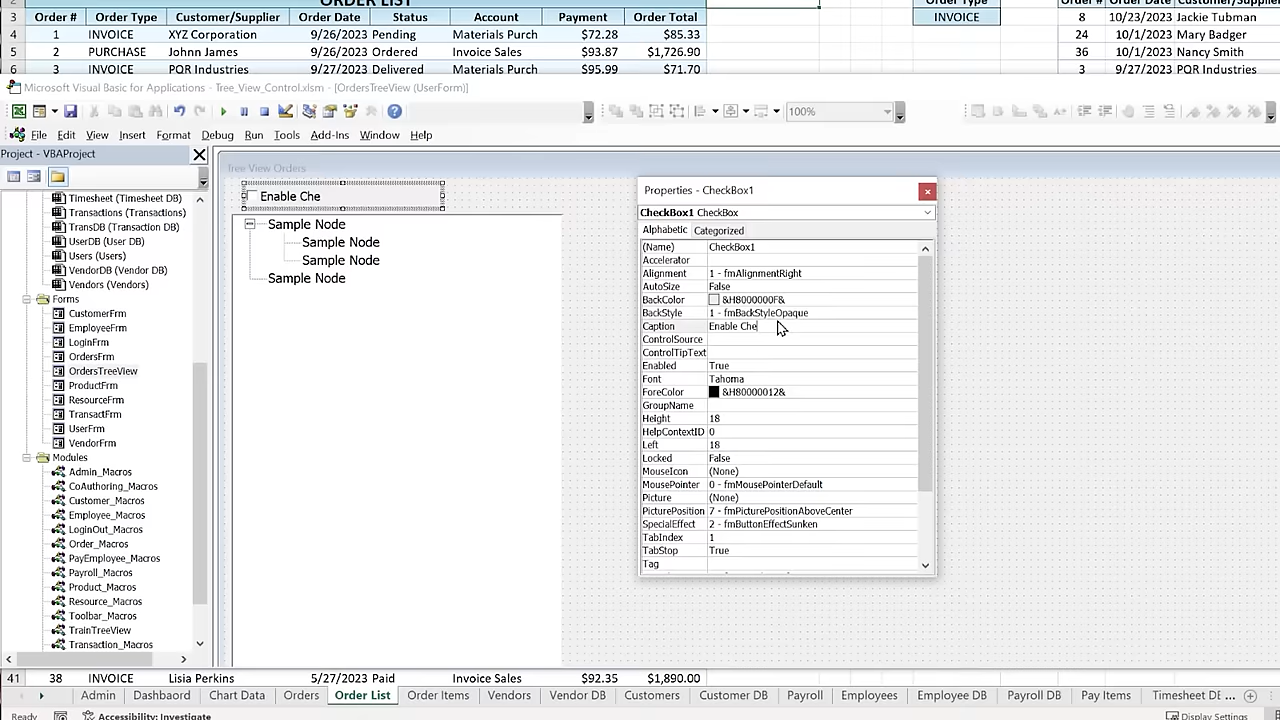 ORDER LIST
Order Type
Order # Order Date Customer/Supplier
Order # Order Type Customer/Supplier Order Date Status Account Payment Order Total
INVOICE
8 10/23/2023 Jackie Tubman
4 1 INVOICE XYZ Corporation 9/26/2023 Pending Materials Purch $72.28 $85.33
24 10/1/2023 Mary Badger
5 2 PURCHASE Johnn James 9/26/2023 Ordered Invoice Sales $93.87 $1,726.90
36 10/1/2023 Nancy Smith
6 3 INVOICE PQR Industries 9/27/2023 Delivered Materials Purch $95.99 $71.70
3 9/27/2023 PQR Industries
Microsoft Visual Basic for Applications - Tree_View_Control.xlsm - [OrdersTreeView (UserForm)]
100%
File Edit View Insert Format Debug Run Tools Add-Ins Window Help
Project - VBAProject
Timesheet (Timesheet DB)
Transactions (Transactions)
TransDB (Transaction DB)
UserDB (User DB)
Users (Users)
VendorDB (Vendor DB)
Vendors (Vendors)
Forms
CustomerFrm
EmployeeFrm
LoginFrm
OrdersFrm
OrdersTreeView
ProductFrm
ResourceFrm
TransactFrm
UserFrm
VendorFrm
Modules
Admin_Macros
CoAuthoring_Macros
Customer_Macros
Employee_Macros
LoginOut_Macros
Order_Macros
PayEmployee_Macros
Payroll_Macros
Product_Macros
Resource_Macros
Toolbar_Macros
TrainTreeView
Transaction_Macros
Tree View Orders
Enable Che
Sample Node
Sample Node
Sample Node
Sample Node
Properties - CheckBox1
CheckBox1 CheckBox
Alphabetic Categorized
(Name) CheckBox1
Accelerator
Alignment 1 - fmAlignmentRight
AutoSize False
BackColor &H8000000F&
BackStyle 1 - fmBackStyleOpaque
Caption Enable Che
ControlSource
ControlTipText
Enabled True
Font Tahoma
ForeColor &H80000012&
GroupName
Height 18
HelpContextID 0
Left 18
Locked False
MouseIcon (None)
MousePointer 0 - fmMousePointerDefault
Picture (None)
PicturePosition 7 - fmPicturePositionAboveCenter
SpecialEffect 2 - fmButtonEffectSunken
TabIndex 1
TabStop True
Tag
41 38 INVOICE Lisia Perkins 5/27/2023 Paid Invoice Sales $92.35 $1,890.00
Admin Dashbaord Chart Data Orders Order List Order Items Vendors Vendor DB Customers Customer DB Payroll Employees Employee DB Payroll DB Pay Items Timesheet DE ...
Ready Accessibility: Investigate Display Settings